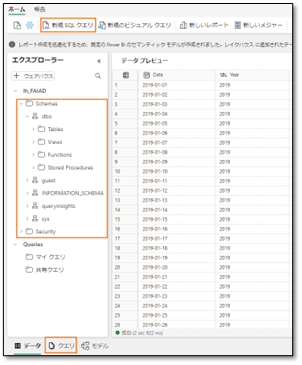 ホーム 報告
新規 SQL クエリ 新規のビジュアル クエリ 新しいレポート 新しいメジャー
レポート作成を迅速化するため、既定の Power BI のセマンティック モデルが作成されました。レイクハウス に追加されたテー
エクスプローラー データ プレビュー
+ ウェアハウス
Date Year
lh_FAIAD
Schemas
dbo
Tables
Views
Functions
Stored Procedures
guest
INFORMATION_SCHEMA
queryinsights
sys
Security
Queries
マイ クエリ
共有クエリ
1 2019-01-01 2019
2 2019-01-02 2019
3 2019-01-03 2019
4 2019-01-04 2019
5 2019-01-05 2019
6 2019-01-06 2019
7 2019-01-07 2019
8 2019-01-08 2019
9 2019-01-09 2019
10 2019-01-10 2019
11 2019-01-11 2019
12 2019-01-12 2019
13 2019-01-13 2019
14 2019-01-14 2019
15 2019-01-15 2019
16 2019-01-16 2019
17 2019-01-17 2019
18 2019-01-18 2019
19 2019-01-19 2019
20 2019-01-20 2019
21 2019-01-21 2019
22 2019-01-22 2019
23 2019-01-23 2019
24 2019-01-24 2019
25 2019-01-25 2019
26 2019-01-26 2019
成功 (2 sec 922 ms)
データ クエリ モデル